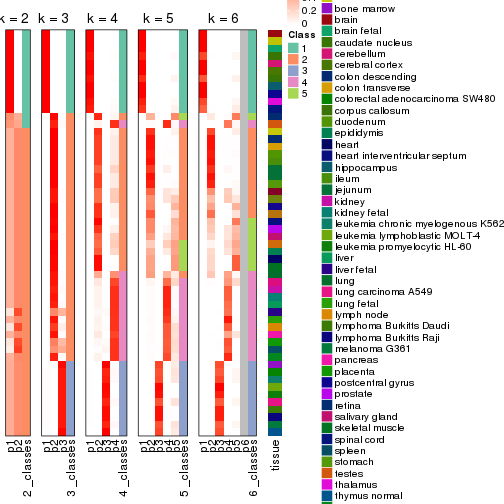 k = 2
k = 3
k = 4
k = 5
k = 6
0.2
0
Class
1
2
3
4
5
bone marrow
brain
brain fetal
caudate nucleus
cerebellum
cerebral cortex
colon descending
colon transverse
colorectal adenocarcinoma SW480
corpus callosum
duodenum
epididymis
heart
heart interventricular septum
hippocampus
ileum
jejunum
kidney
kidney fetal
leukemia chronic myelogenous K562
leukemia lymphoblastic MOLT-4
leukemia promyelocytic HL-60
liver
liver fetal
lung
lung carcinoma A549
lung fetal
lymph node
lymphoma Burkitts Daudi
lymphoma Burkitts Raji
melanoma G361
pancreas
placenta
postcentral gyrus
prostate
retina
salivary gland
skeletal muscle
spinal cord
spleen
stomach
testes
thalamus
thymus normal
p1
p2
2_classes
p1
p2
p3
3_classes
p1
p2
p3
p4
4_classes
p1
p2
p3
p4
p5
5_classes
p1
p2
p3
p4
p5
p6
6_classes
tissue